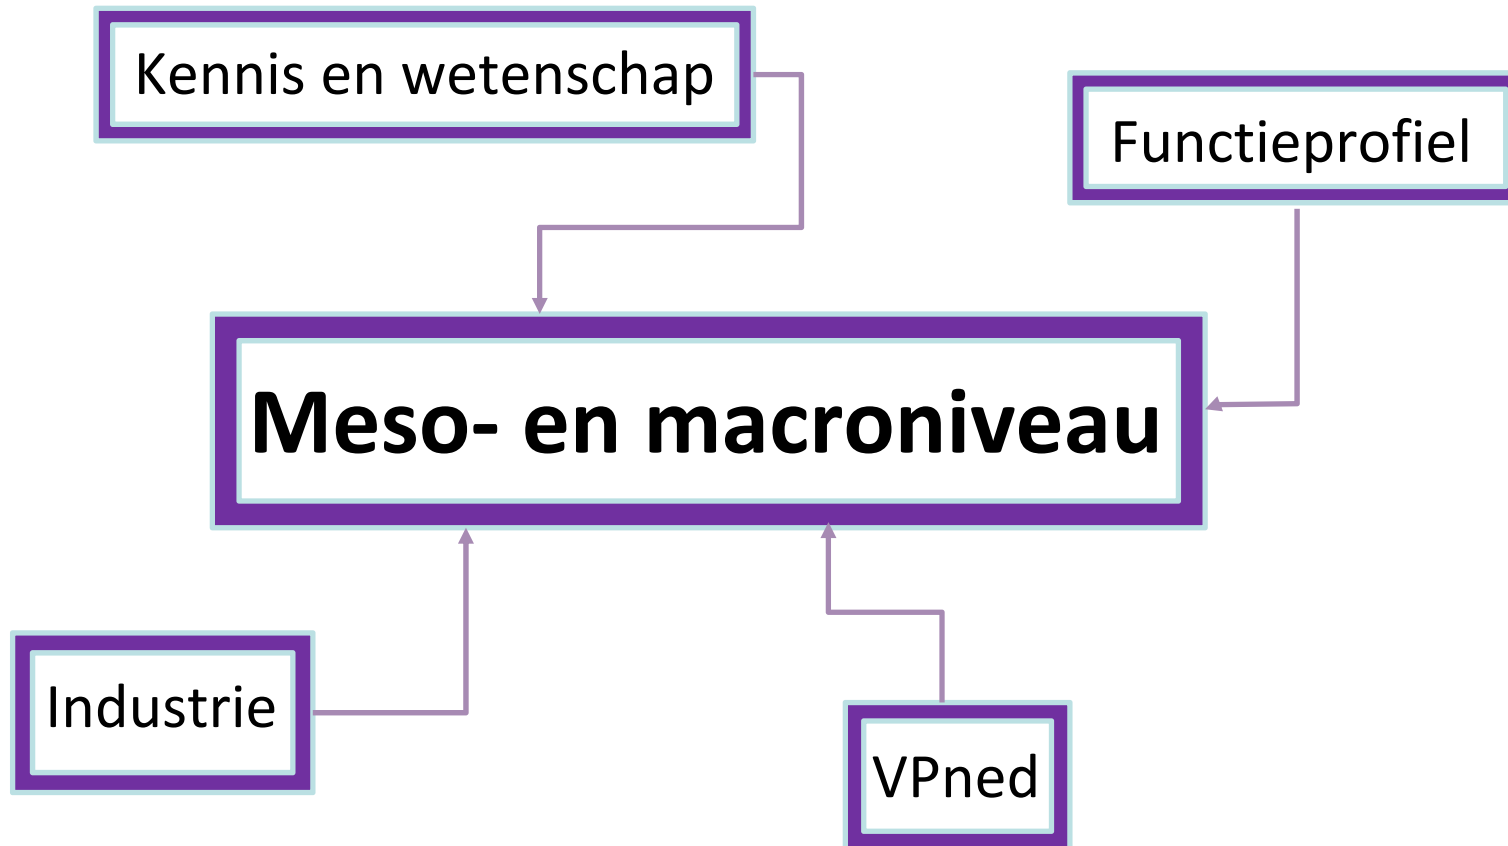 Kennis en wetenschap
Functieprofiel
Meso- en macroniveau
Industrie
VPned